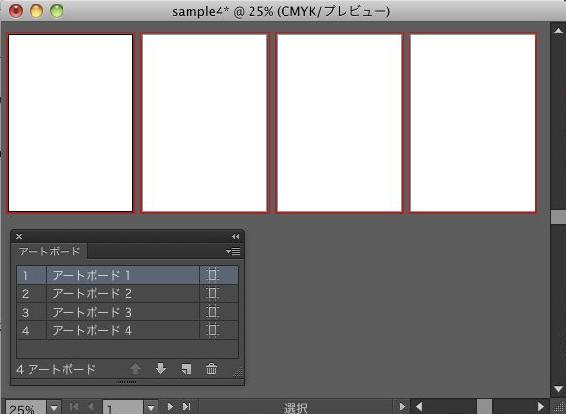 sample4* @ 25% (CMYK/プレビュー)
アートボード
1 アートボード 1
2 アートボード 2
3 アートボード 3
4 アートボード 4
4 アートボード
25% 1 選択